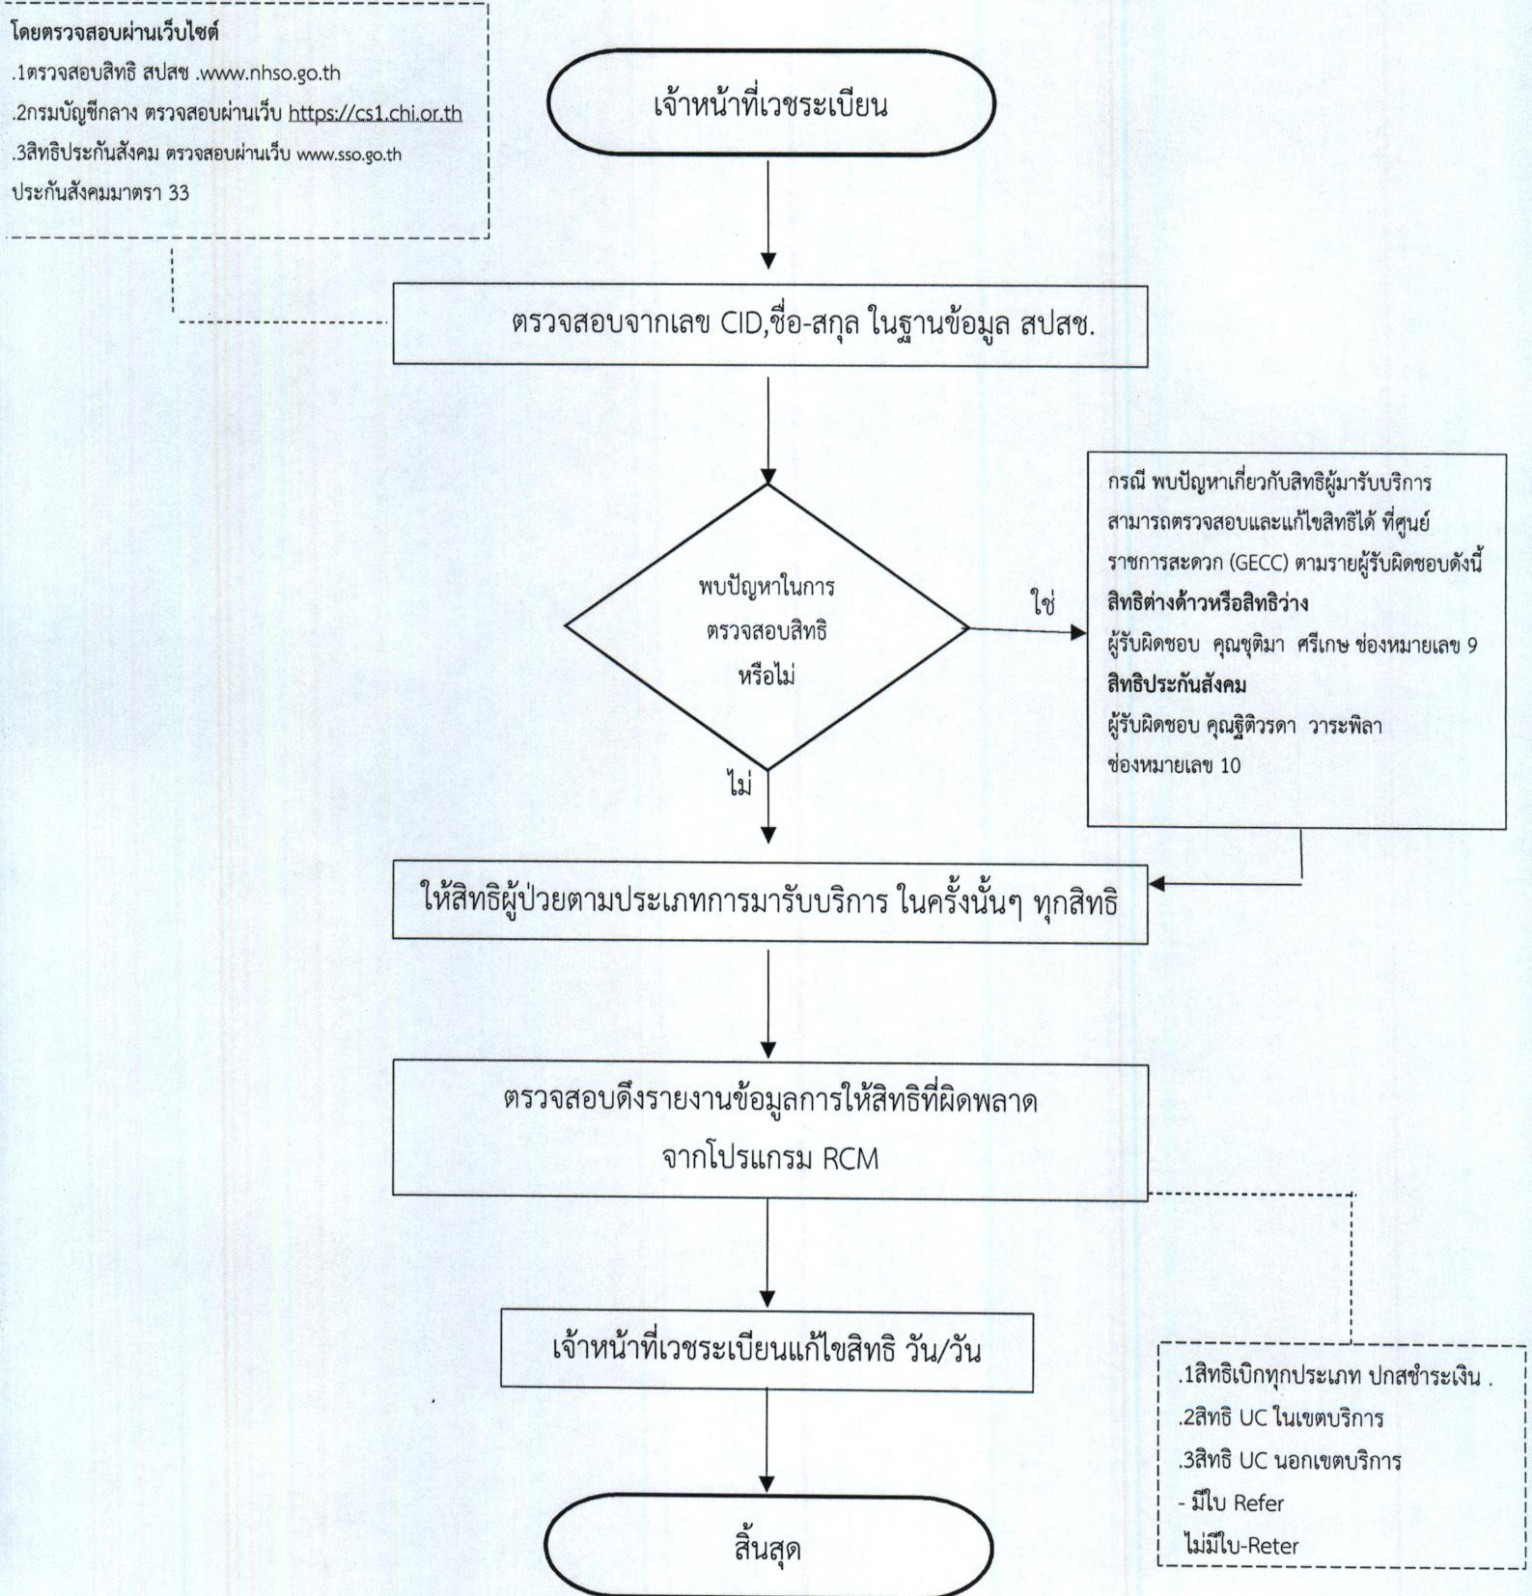 โดยตรวจสอบผ่านเว็บไซต์
.1ตรวจสอบสิทธิ สปสช .www.nhso.go.th
.2กรมบัญชีกลาง ตรวจสอบผ่านเว็บ https://cs1.chi.or.th
.3สิทธิประกันสังคม ตรวจสอบผ่านเว็บ www.sso.go.th
ประกันสังคมมาตรา 33
เจ้าหน้าที่เวชระเบียน
ตรวจสอบจากเลข CID,ชื่อ-สกุล ในฐานข้อมูล สปสช.
พบปัญหาในการ
ตรวจสอบสิทธิ
หรือไม่
ใช่
กรณี พบปัญหาเกี่ยวกับสิทธิผู้มารับบริการ
สามารถตรวจสอบและแก้ไขสิทธิได้ ที่ศูนย์
ราชการสะดวก (GECC) ตามรายผู้รับผิดชอบดังนี้
สิทธิต่างด้าวหรือสิทธิว่าง
ผู้รับผิดชอบ คุณชุติมา ศรีเกษ ช่องหมายเลข 9
สิทธิประกันสังคม
ผู้รับผิดชอบ คุณฐิติวรดา วาระพิลา
ช่องหมายเลข 10
ไม่
ให้สิทธิผู้ป่วยตามประเภทการมารับบริการ ในครั้งนั้นๆ ทุกสิทธิ
ตรวจสอบดึงรายงานข้อมูลการให้สิทธิที่ผิดพลาด
จากโปรแกรม RCM
เจ้าหน้าที่เวชระเบียนแก้ไขสิทธิ วัน/วัน
.1สิทธิเบิกทุกประเภท ปกสชำระเงิน .
.2สิทธิ UC ในเขตบริการ
.3สิทธิ UC นอกเขตบริการ
- มีใบ Refer
ไม่มีใบ-Reter
สิ้นสุด